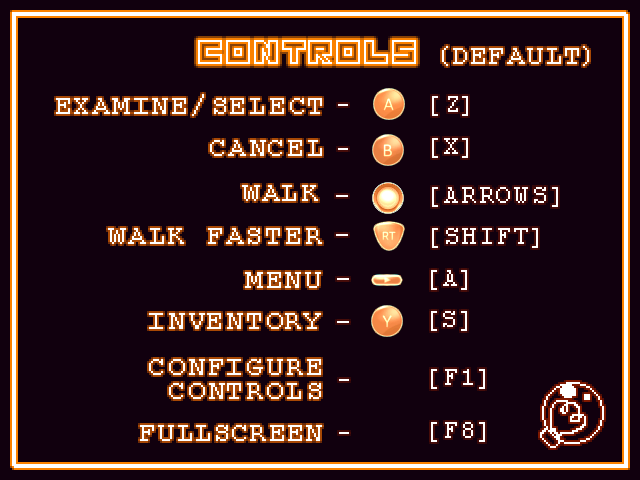 CONTROLS (DEFAULT)
EXAMINE/SELECT - A [Z]
CANCEL - B [X]
WALK - [ARROWS]
WALK FASTER - RT [SHIFT]
MENU - [A]
INVENTORY - Y [S]
CONFIGURE
CONTROLS - [F1]
FULLSCREEN - [F8]